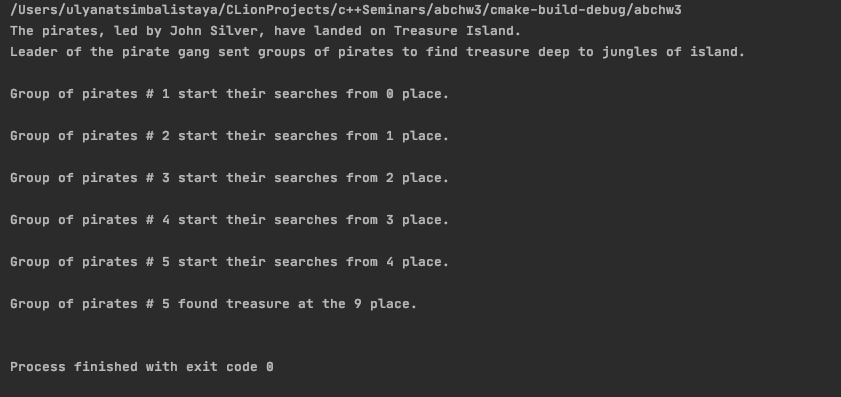 /Users/ulyanatsimbalistaya/CLionProjects/c++Seminars/abchw3/cmake-build-debug/abchw3
The pirates, led by John Silver, have landed on Treasure Island.
Leader of the pirate gang sent groups of pirates to find treasure deep to jungles of island.
Group of pirates # 1 start their searches from 0 place.
Group of pirates # 2 start their searches from 1 place.
Group of pirates # 3 start their searches from 2 place.
Group of pirates # 4 start their searches from 3 place.
Group of pirates # 5 start their searches from 4 place.
Group of pirates # 5 found treasure at the 9 place.
Process finished with exit code 0